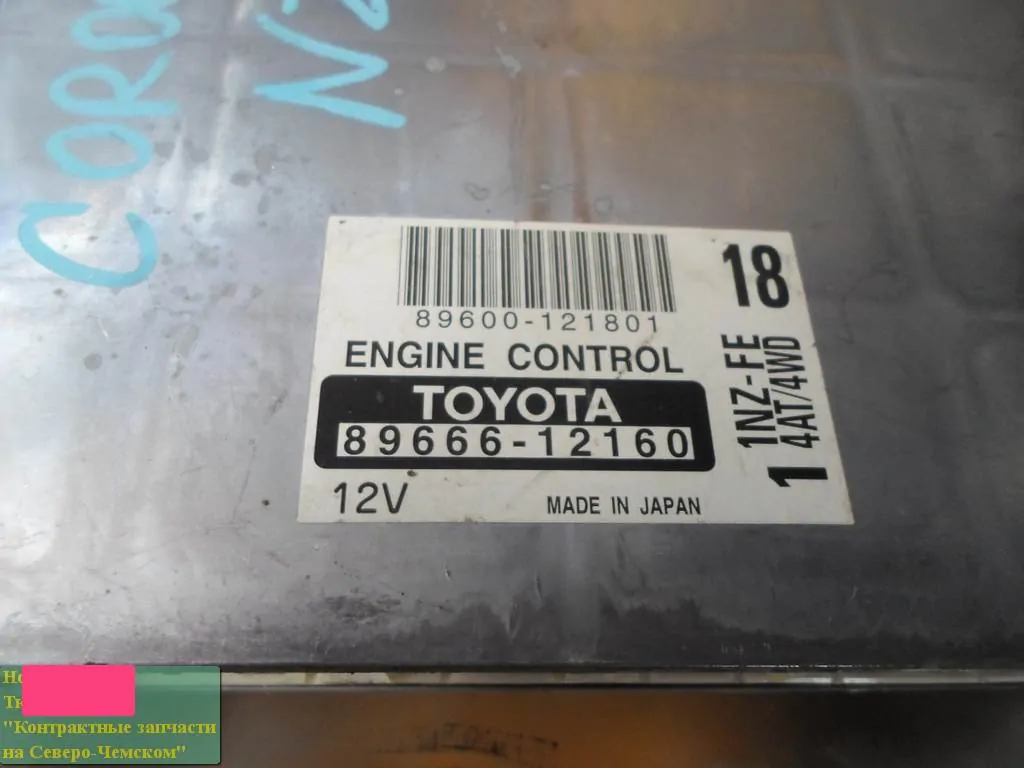 89600-121801
ENGINE CONTROL
TOYOTA
89666-12160
12V MADE IN JAPAN
18
1NZ-FE
1 4AT/4WD
"Контрактные запчасти
на Северо-Чемском"